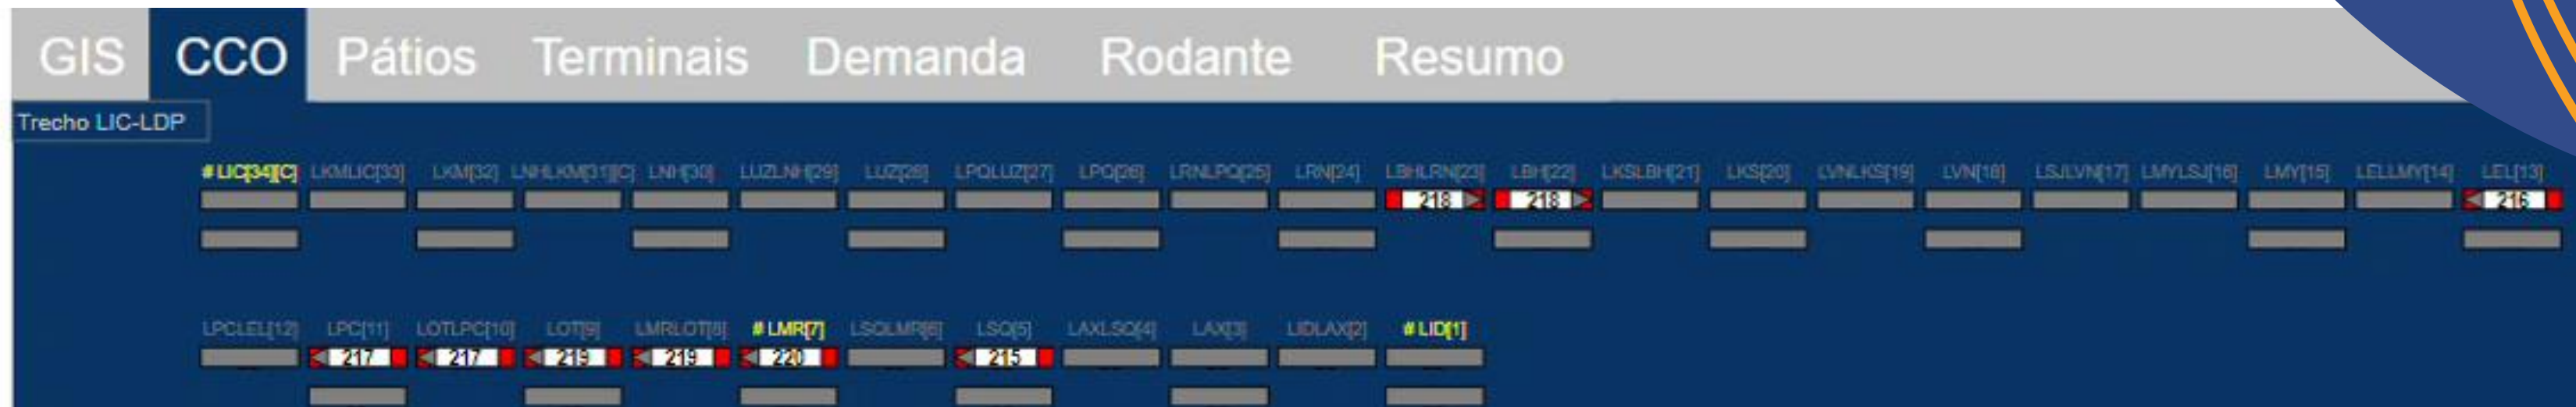 GIS CCO Pátios Terminais Demanda Rodante Resumo
Trecho LIC-LDP
# LIC[34][C] LKMLIC[33] LKM[32] LNHLKM[31][C] LNH[30] LUZLNH[29] LUZ[28] LPQLUZ[27] LPQ[26] LRNLPQ[25] LRN[24] LBHLRN[23] LBH[22] LKSLBH[21] LKS[20] LVNLKS[19] LVN[18] LSJLVN[17] LMYLSJ[16] LMY[15] LELLMY[14] LEL[13]
218 218 216
LPCLEL[12] LPC[11] LOTLPC[10] LOT[9] LMRLOT[8] # LMR[7] LSQLMR[6] LSQ[5] LAXLSQ[4] LAX[3] LIDLAX[2] # LID[1]
217 217 219 219 220 215